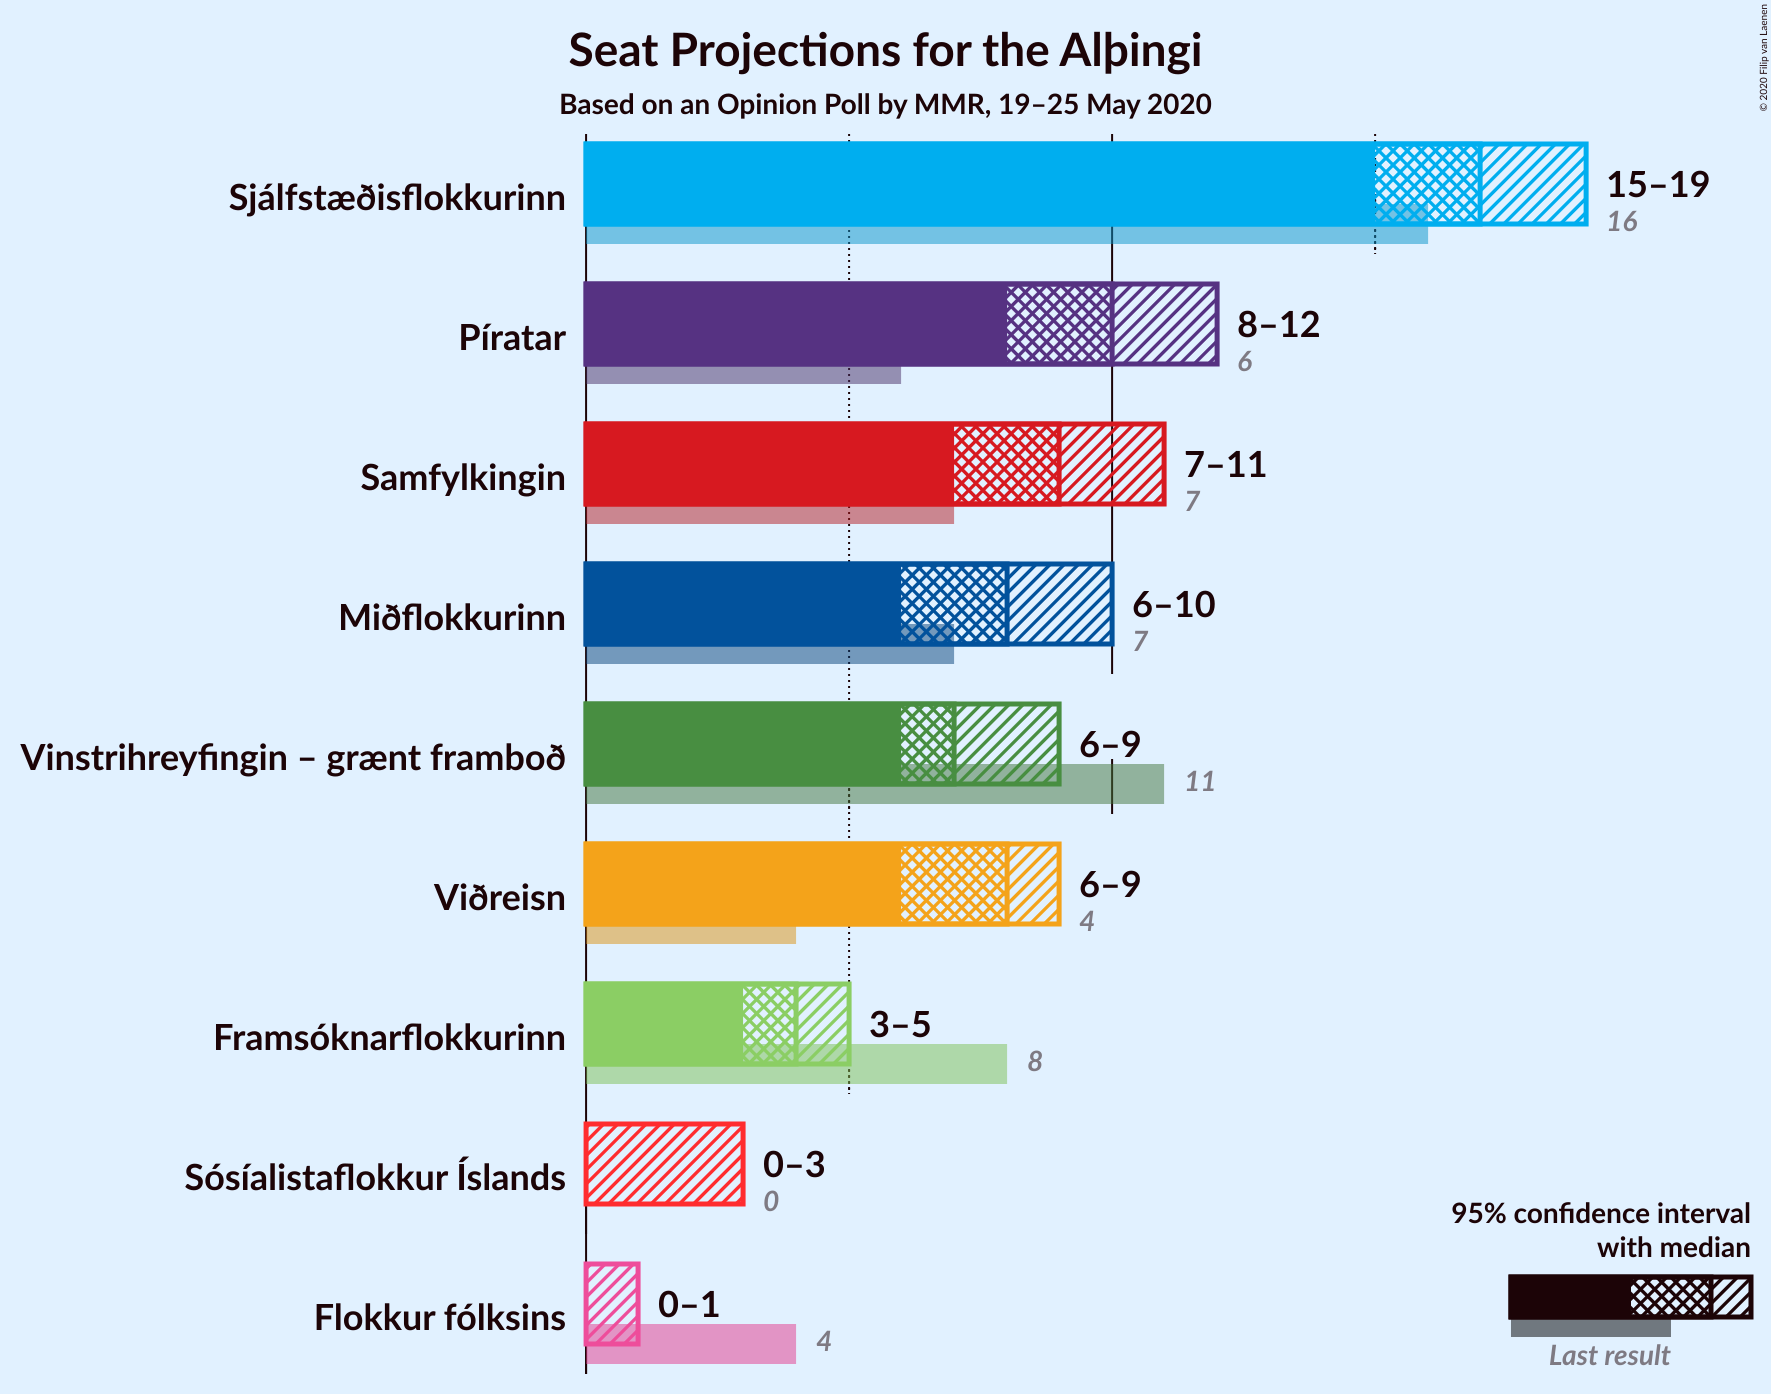 Seat Projections for the Alþingi
Based on an Opinion Poll by MMR, 19–25 May 2020
© 2020 Filip van Laenen
Sjálfstæðisflokkurinn
15–19
16
Píratar
8–12
6
Samfylkingin
7–11
7
Miðflokkurinn
6–10
7
Vinstrihreyfingin – grænt framboð
6–9
11
Viðreisn
6–9
4
Framsóknarflokkurinn
3–5
8
Sósíalistaflokkur Íslands
0–3
0
Flokkur fólksins
0–1
4
95% confidence interval
with median
Last result